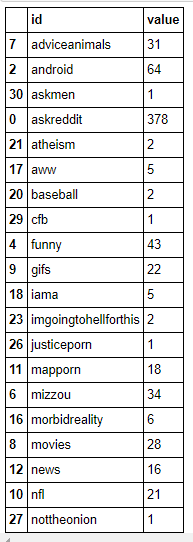 id value
7 adviceanimals 31
2 android 64
30 askmen 1
0 askreddit 378
21 atheism 2
17 aww 5
20 baseball 2
29 cfb 1
4 funny 43
9 gifs 22
18 iama 5
23 imgoingtohellforthis 2
26 justiceporn 1
11 mapporn 18
6 mizzou 34
16 morbidreality 6
8 movies 28
12 news 16
10 nfl 21
27 nottheonion 1